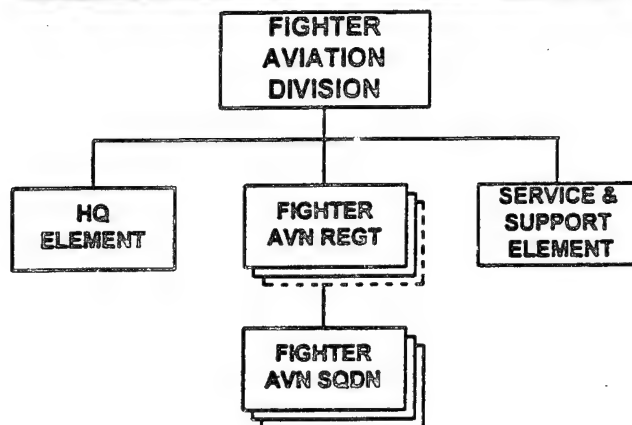 FIGHTER
AVIATION
DIVISION
HQ
ELEMENT
FIGHTER
AVN REGT
SERVICE &
SUPPORT
ELEMENT
FIGHTER
AVN SQDN